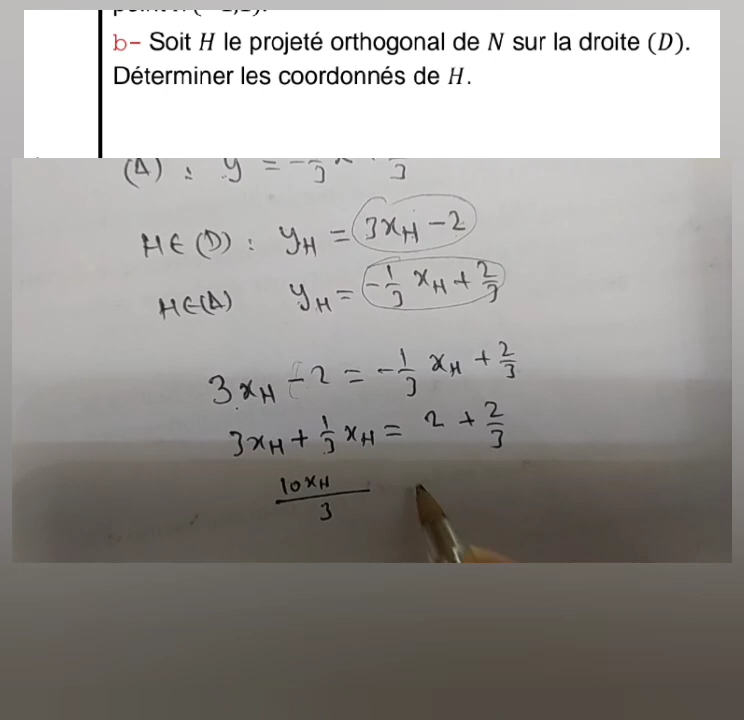 b- Soit H le projeté orthogonal de N sur la droite (D).
Déterminer les coordonnés de H.
(Δ) : y = -
H∈(D) : y_H = 3x_H - 2
H∈(Δ) y_H = -1/3 x_H + 2/3
3x_H - 2 = -1/3 x_H + 2/3
3x_H + 1/3 x_H = 2 + 2/3
10x_H/3